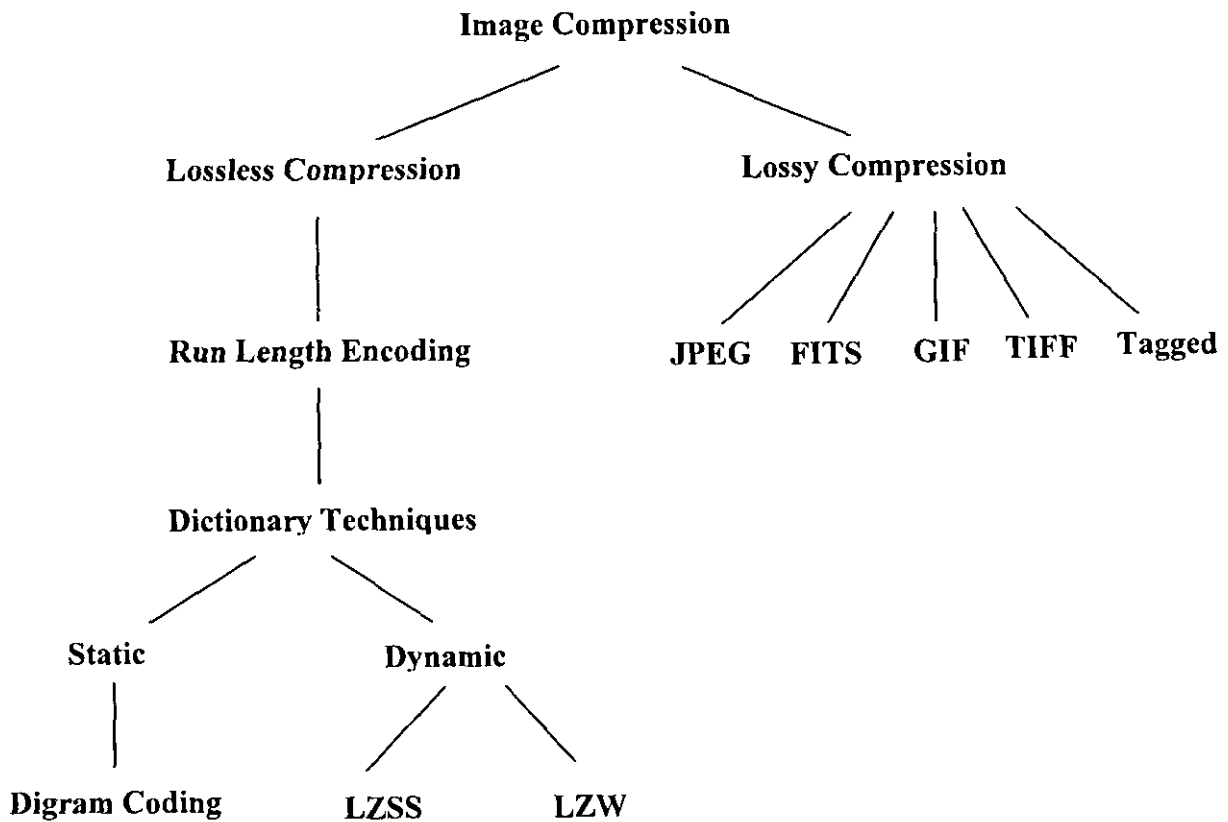 Image Compression
Lossless Compression
Lossy Compression
Run Length Encoding
JPEG FITS GIF TIFF Tagged
Dictionary Techniques
Static Dynamic
Digram Coding LZSS LZW